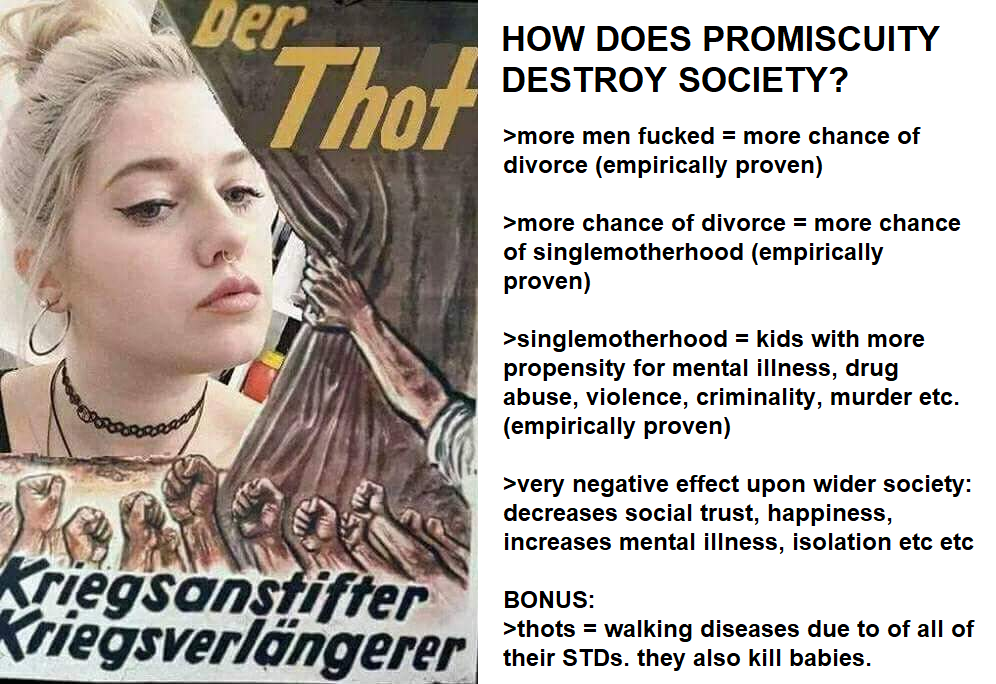 Der
Thot
Kriegsanstifter
Kriegsverlängerer
HOW DOES PROMISCUITY
DESTROY SOCIETY?
>more men fucked = more chance of
divorce (empirically proven)
>more chance of divorce = more chance
of singlemotherhood (empirically
proven)
>singlemotherhood = kids with more
propensity for mental illness, drug
abuse, violence, criminality, murder etc.
(empirically proven)
>very negative effect upon wider society:
decreases social trust, happiness,
increases mental illness, isolation etc etc
BONUS:
>thots = walking diseases due to of all of
their STDs. they also kill babies.